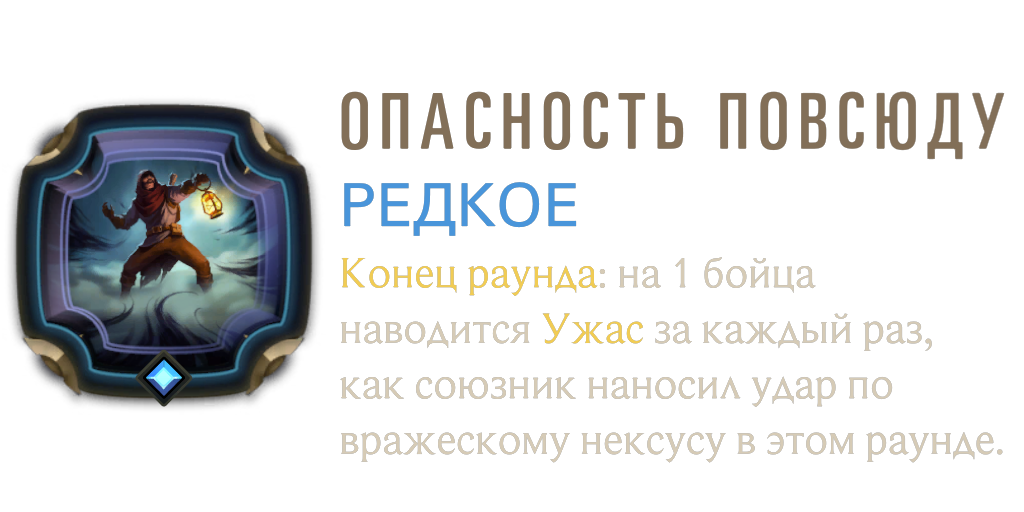 ОПАСНОСТЬ ПОВСЮДУ
РЕДКОЕ
Конец раунда: на 1 бойца
наводится Ужас за каждый раз,
как союзник наносил удар по
вражескому нексусу в этом раунде.